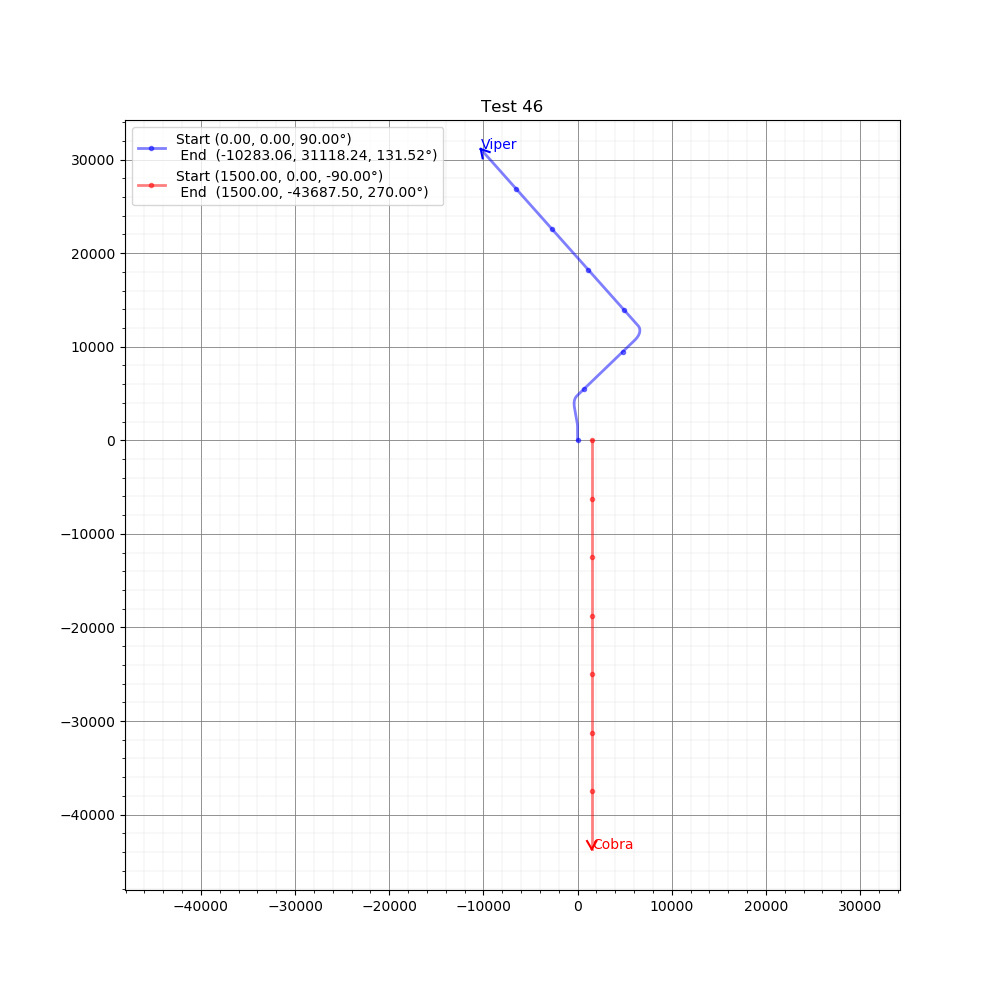 Test 46
Start (0.00, 0.00, 90.00°)
End (-10283.06, 31118.24, 131.52°)
Start (1500.00, 0.00, -90.00°)
End (1500.00, -43687.50, 270.00°)
Viper
Cobra
30000
20000
10000
0
−10000
−20000
−30000
−40000
−40000 −30000 −20000 −10000 0 10000 20000 30000